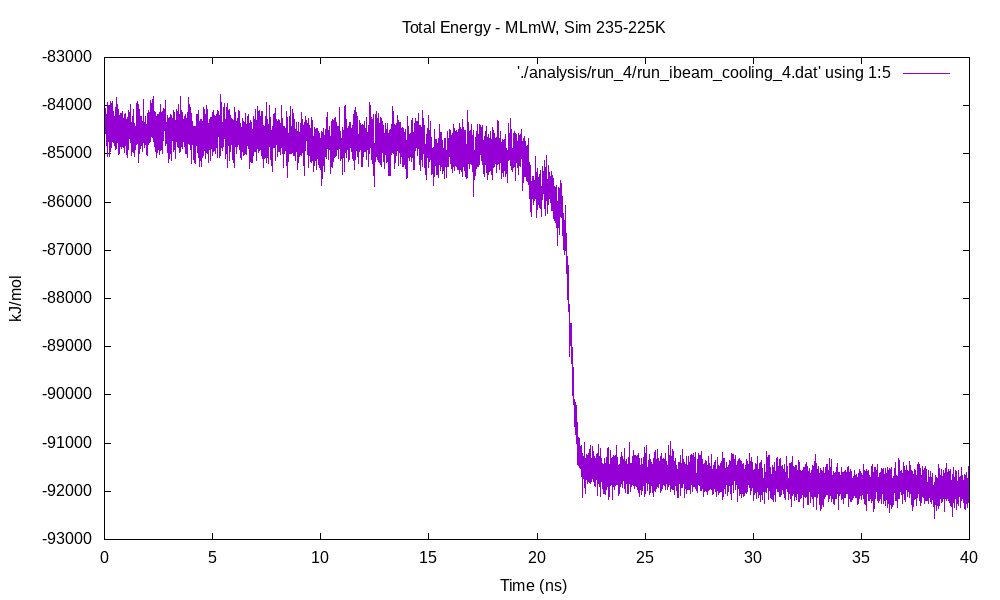 Total Energy - MLmW, Sim 235-225K
'./analysis/run_4/run_ibeam_cooling_4.dat' using 1:5
kJ/mol
-83000
-84000
-85000
-86000
-87000
-88000
-89000
-90000
-91000
-92000
-93000
0 5 10 15 20 25 30 35 40
Time (ns)